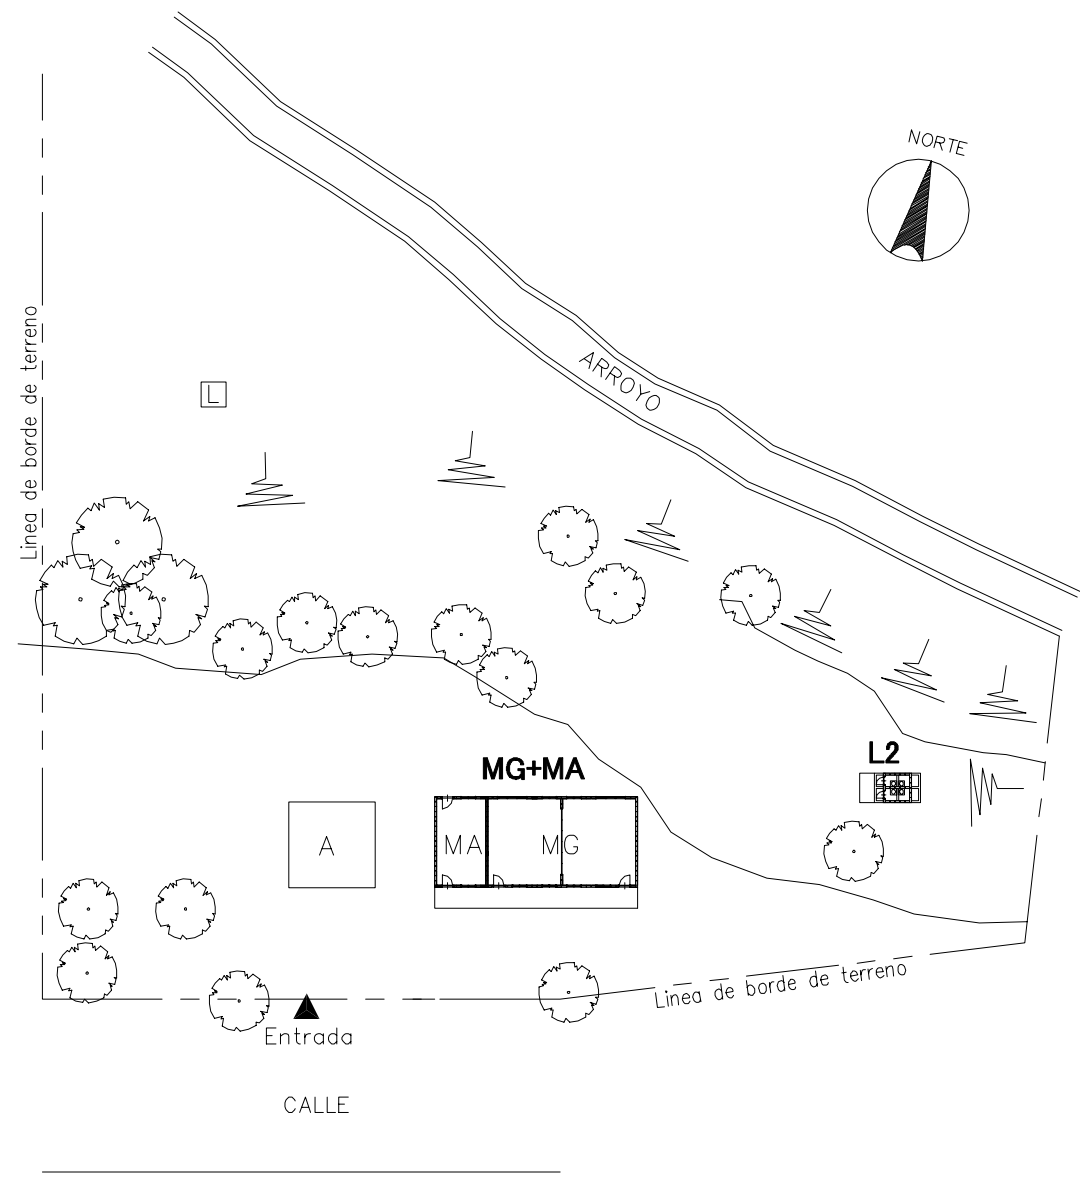 NORTE
ARROYO
Linea de borde de terreno
L
L2
MG+MA
A
MA
MG
Linea de borde de terreno
Entrada
CALLE